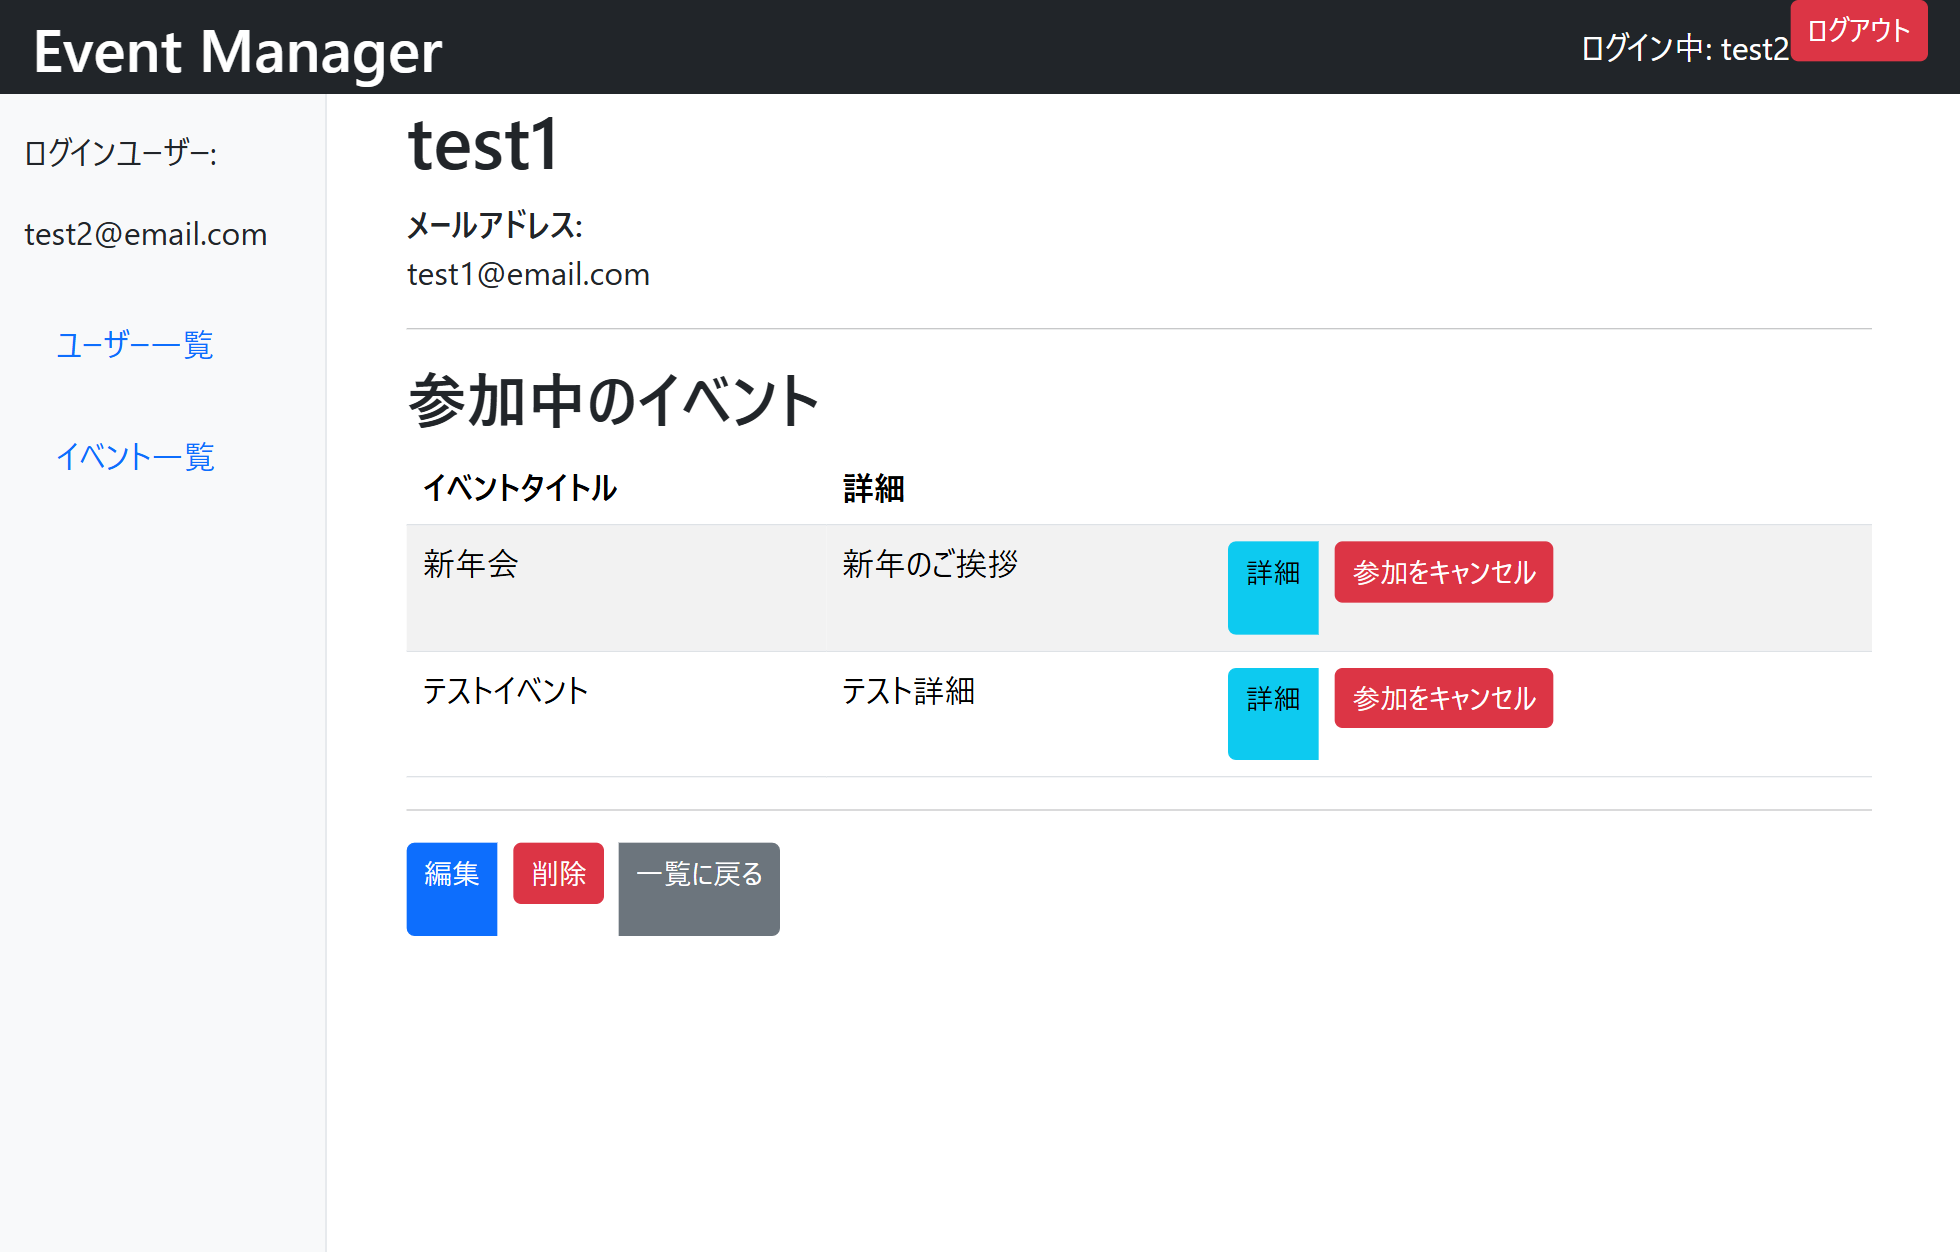 Event Manager
ログイン中: test2
ログアウト
ログインユーザー:
test2@email.com
ユーザー一覧
イベント一覧
test1
メールアドレス:
test1@email.com
参加中のイベント
イベントタイトル 詳細
新年会 新年のご挨拶 詳細 参加をキャンセル
テストイベント テスト詳細 詳細 参加をキャンセル
編集 削除 一覧に戻る